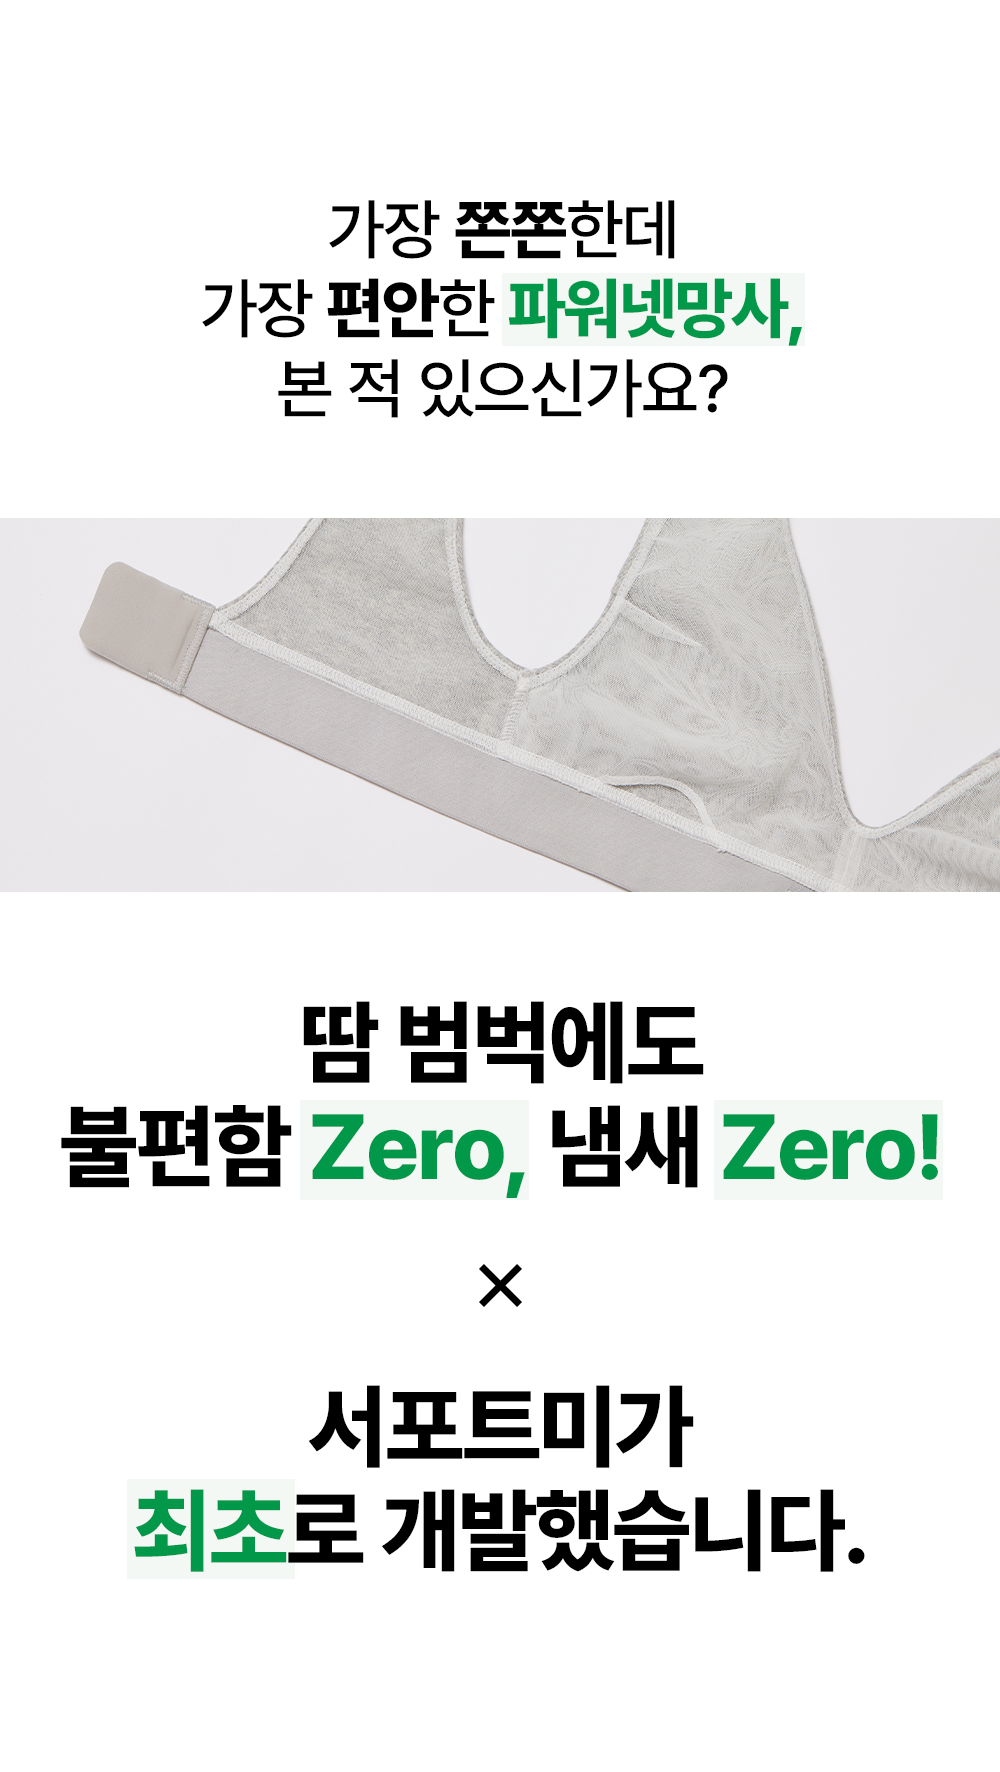 가장 쫀쫀한데
가장 편안한 파워넷망사,
본 적 있으신가요?
땀 범벅에도
불편함 Zero, 냄새 Zero!
×
서포트미가
최초로 개발했습니다.